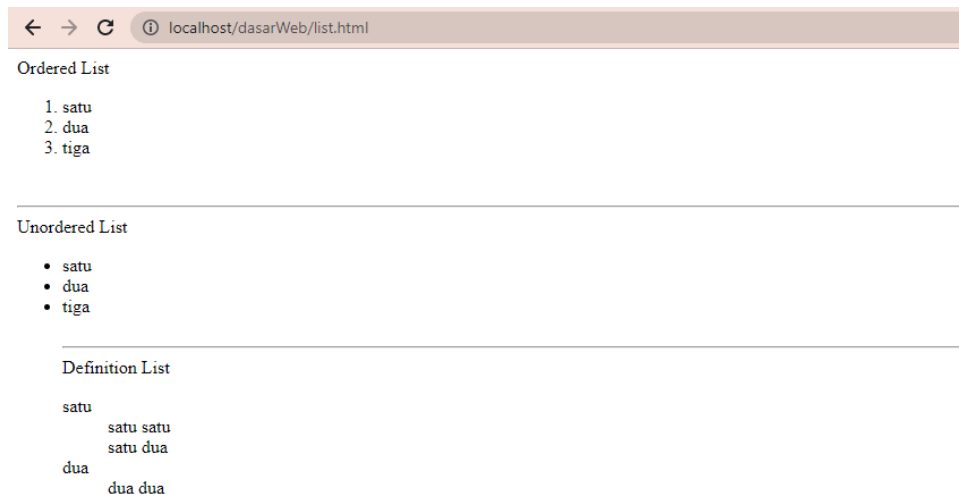 localhost/dasarWeb/list.html
Ordered List
1. satu
2. dua
3. tiga
Unordered List
• satu
• dua
• tiga
Definition List
satu
satu satu
satu dua
dua
dua dua